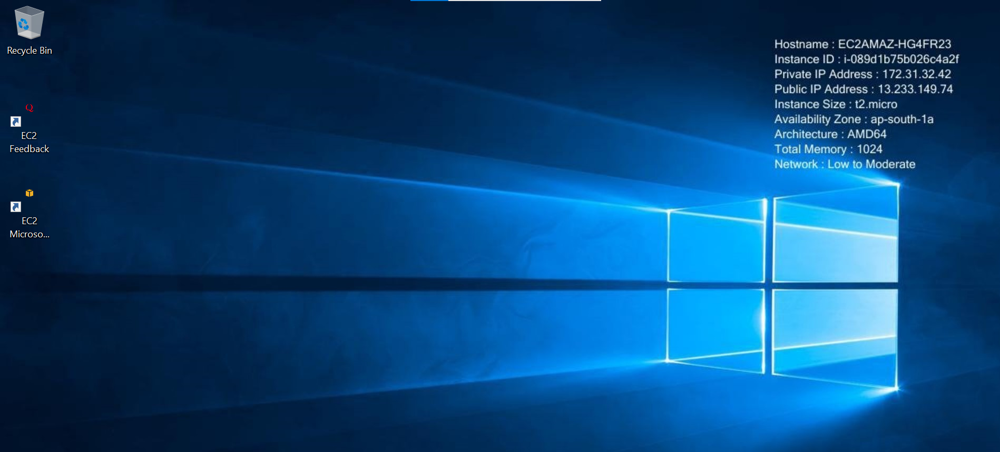 Recycle Bin
Q
EC2
Feedback
EC2
Microso...
Hostname : EC2AMAZ-HG4FR23
Instance ID : i-089d1b75b026c4a2f
Private IP Address : 172.31.32.42
Public IP Address : 13.233.149.74
Instance Size : t2.micro
Availability Zone : ap-south-1a
Architecture : AMD64
Total Memory : 1024
Network : Low to Moderate